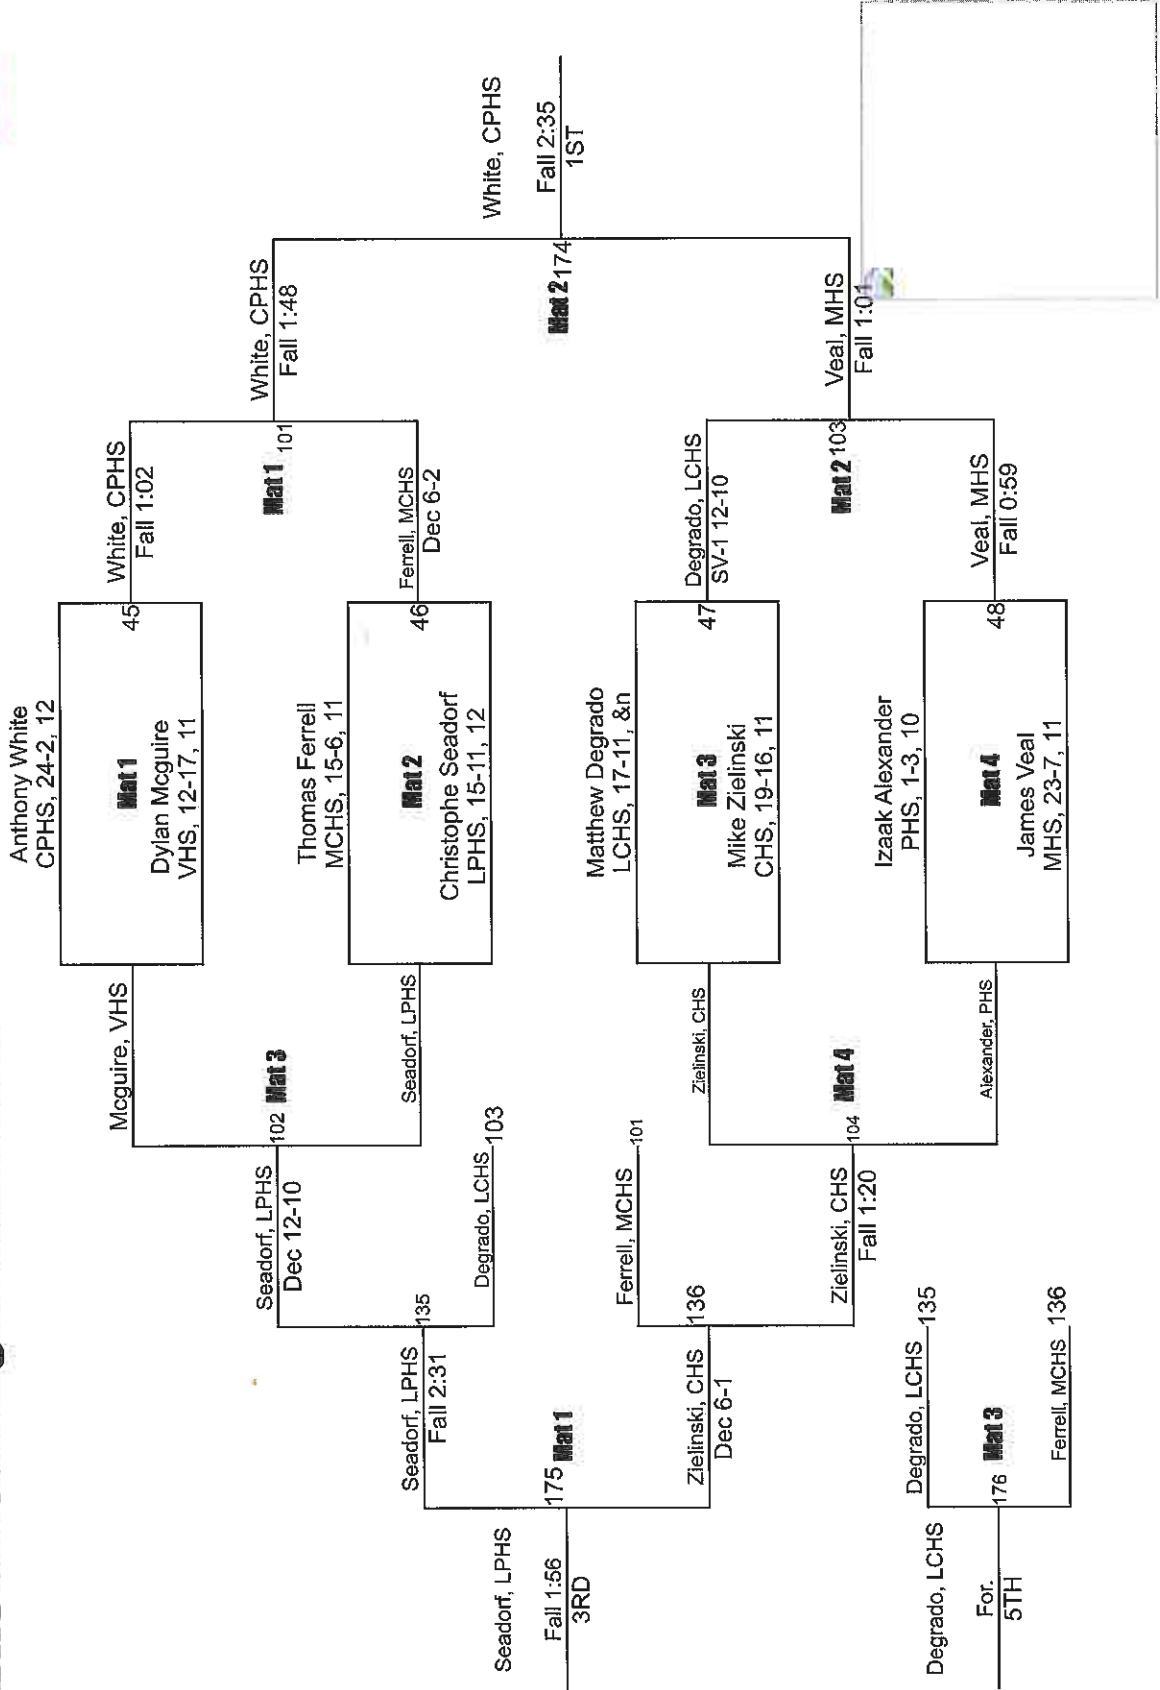 Anthony White
CPHS, 24-2, 12
Mat 1
45
Dylan Mcguire
VHS, 12-17, 11
Thomas Ferrell
MCHS, 15-6, 11
Mat 2
46
Christophe Seadorf
LPHS, 15-11, 12
Matthew Degrado
LCHS, 17-11, &n
Mat 3
47
Mike Zielinski
CHS, 19-16, 11
Izaak Alexander
PHS, 1-3, 10
Mat 4
48
James Veal
MHS, 23-7, 11
White, CPHS
Fall 1:02
Mat 1 101
Ferrell, MCHS
Dec 6-2
Degrado, LCHS
SV-1 12-10
Mat 2 103
Veal, MHS
Fall 0:59
White, CPHS
Fall 1:48
Mat 2 174
Veal, MHS
Fall 1:01
White, CPHS
Fall 2:35
1ST
Mcguire, VHS
102 Mat 3
Seadorf, LPHS
Zielinski, CHS
104 Mat 4
Alexander, PHS
Seadorf, LPHS
Dec 12-10
135
Degrado, LCHS 103
Ferrell, MCHS 101
136
Zielinski, CHS
Fall 1:20
Seadorf, LPHS
Fall 2:31
175 Mat 1
Zielinski, CHS
Dec 6-1
Seadorf, LPHS
Fall 1:56
3RD
Degrado, LCHS 135
176 Mat 3
Ferrell, MCHS 136
Degrado, LCHS
For.
5TH